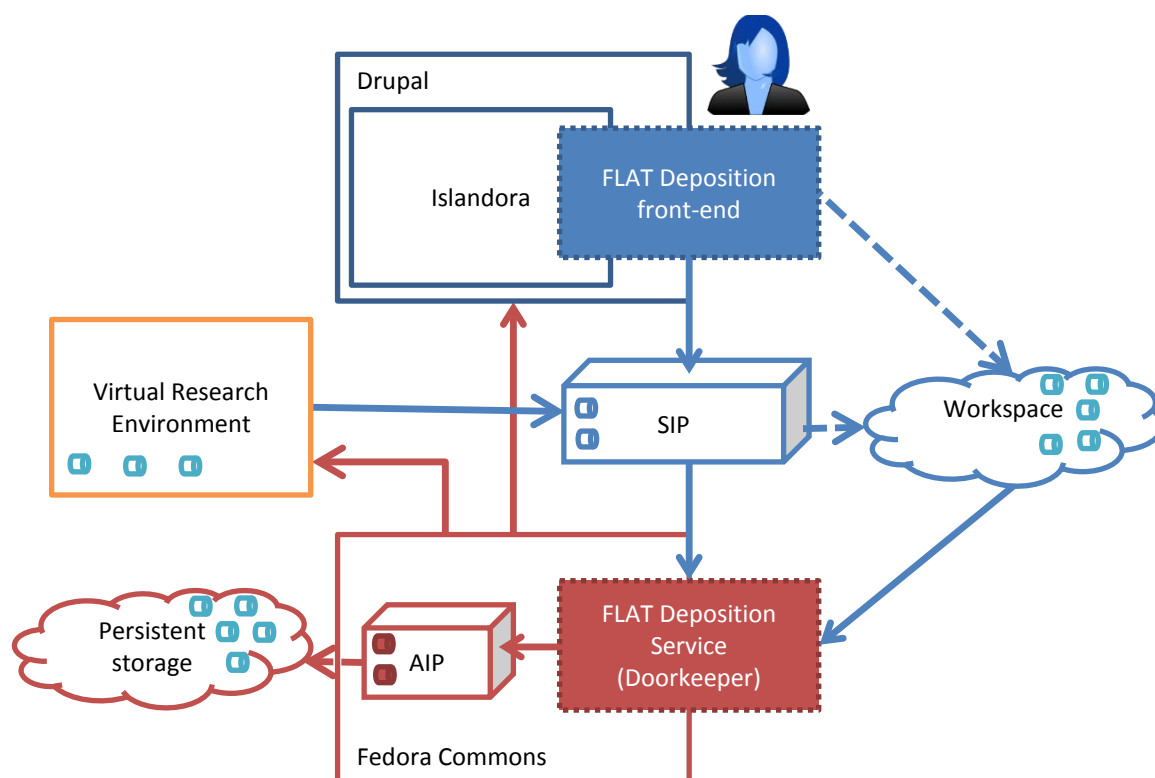 Drupal
Islandora
FLAT Deposition
front-end
Virtual Research
Environment
SIP
Workspace
Persistent
storage
AIP
FLAT Deposition
Service
(Doorkeeper)
Fedora Commons